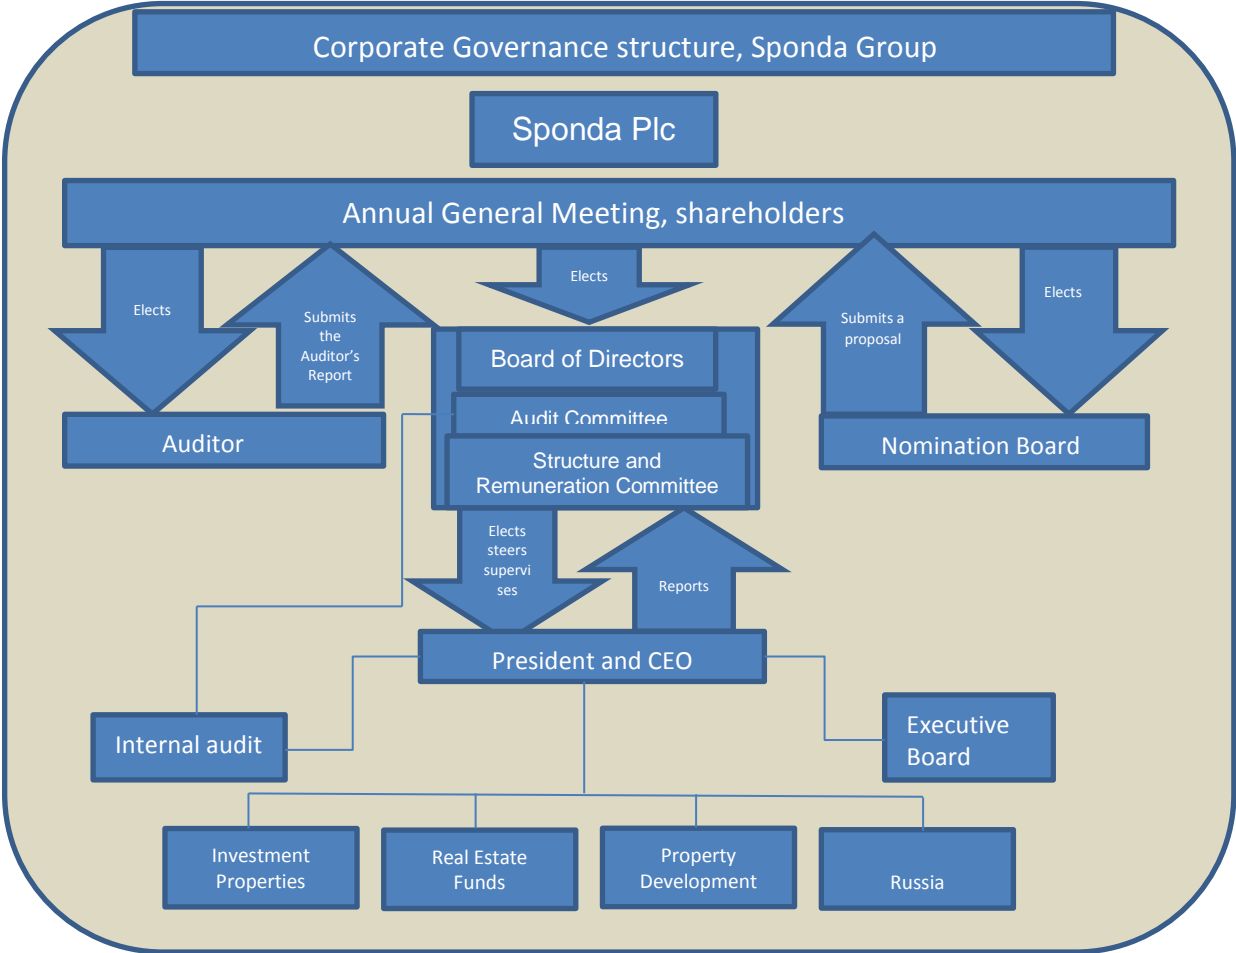 Corporate Governance structure, Sponda Group
Sponda Plc
Annual General Meeting, shareholders
Elects
Submits
the
Auditor's
Report
Elects
Submits a
proposal
Elects
Board of Directors
Audit Committee
Structure and
Remuneration Committee
Auditor
Nomination Board
Elects
steers
supervi
ses
Reports
President and CEO
Internal audit
Executive
Board
Investment
Properties
Real Estate
Funds
Property
Development
Russia